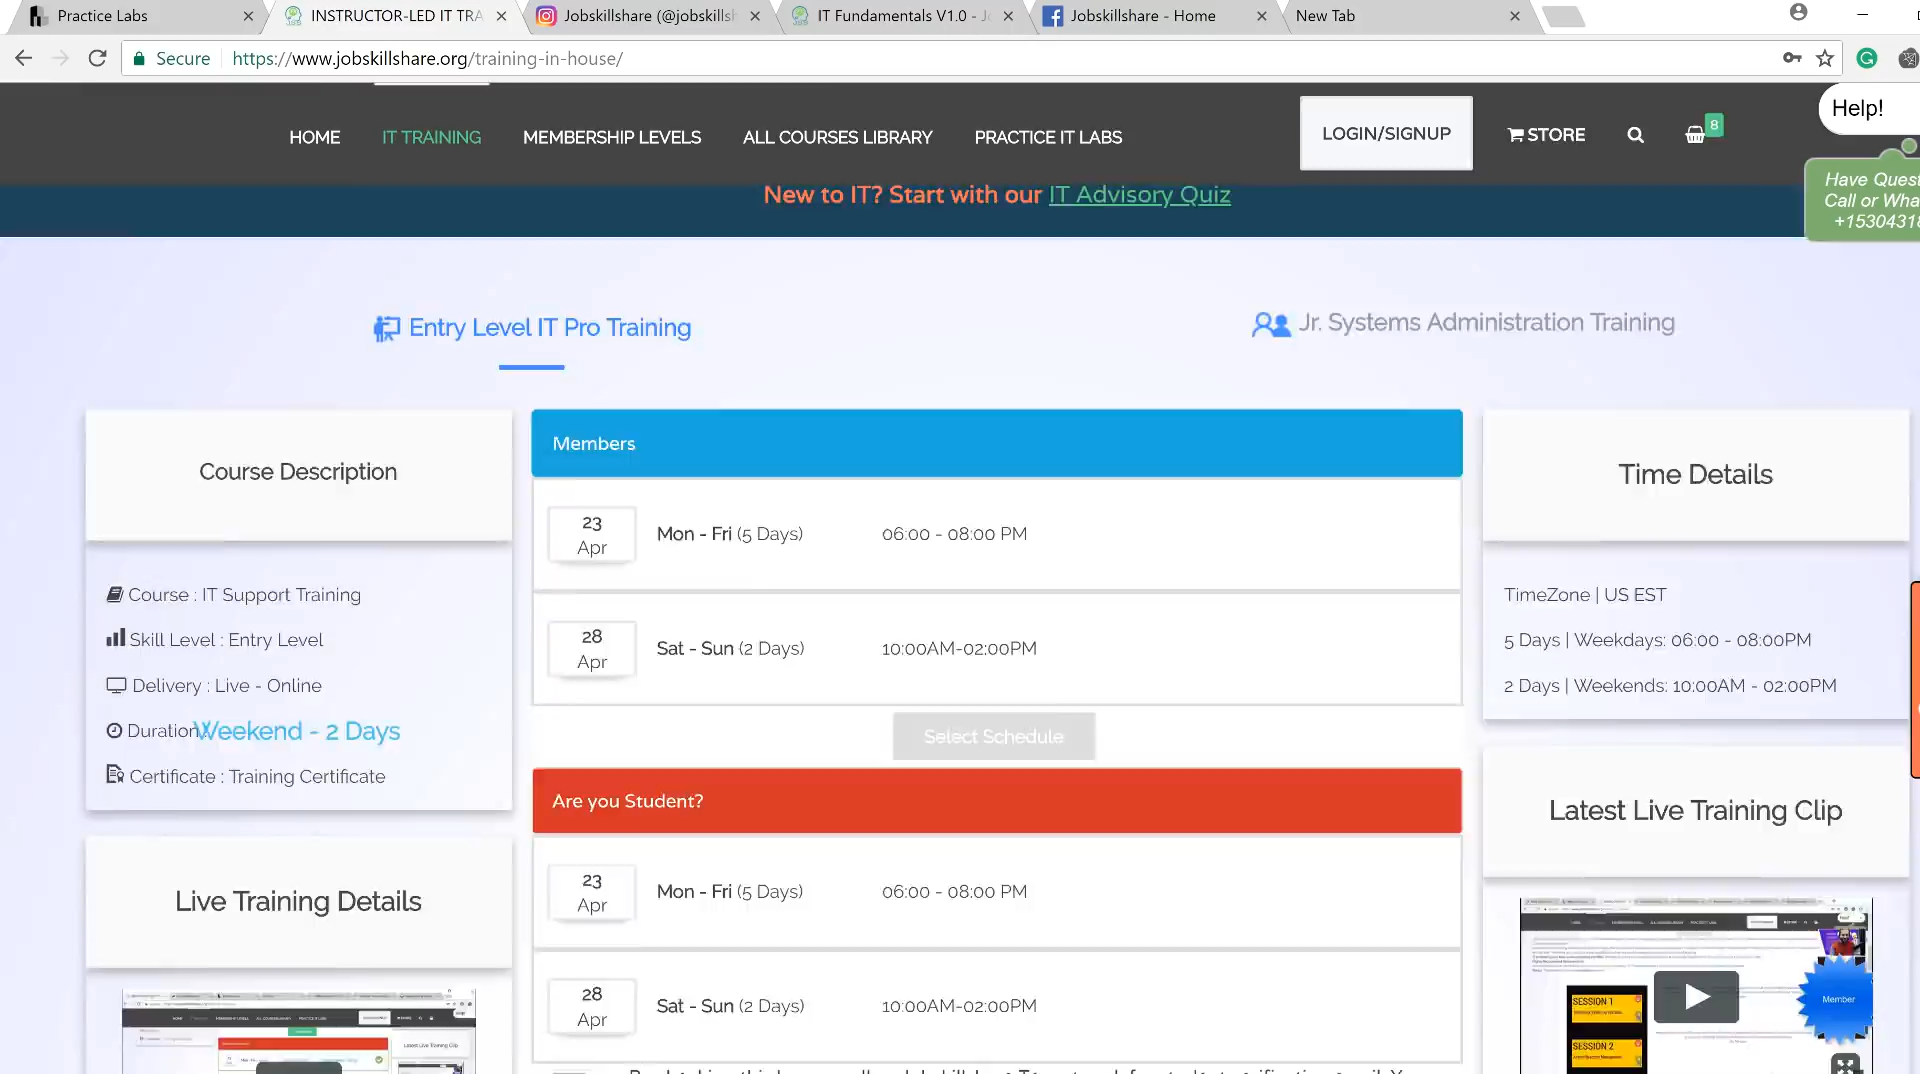 Practice Labs
INSTRUCTOR-LED IT TRA
Jobskillshare (@jobskillsh
IT Fundamentals V1.0 - Jo
Jobskillshare - Home
New Tab
Secure https://www.jobskillshare.org/training-in-house/
HOME
IT TRAINING
MEMBERSHIP LEVELS
ALL COURSES LIBRARY
PRACTICE IT LABS
LOGIN/SIGNUP
STORE
8
Help!
Have Quest
Call or Wha
+15304318
New to IT? Start with our IT Advisory Quiz
Entry Level IT Pro Training
Jr. Systems Administration Training
Course Description
Course : IT Support Training
Skill Level : Entry Level
Delivery : Live - Online
Duration Weekend - 2 Days
Certificate : Training Certificate
Live Training Details
Members
23
Apr
Mon - Fri (5 Days)
06:00 - 08:00 PM
28
Apr
Sat - Sun (2 Days)
10:00AM-02:00PM
Select Schedule
Are you Student?
23
Apr
Mon - Fri (5 Days)
06:00 - 08:00 PM
28
Apr
Sat - Sun (2 Days)
10:00AM-02:00PM
Time Details
TimeZone | US EST
5 Days | Weekdays: 06:00 - 08:00PM
2 Days | Weekends: 10:00AM - 02:00PM
Latest Live Training Clip
SESSION 1
SESSION 2
Member